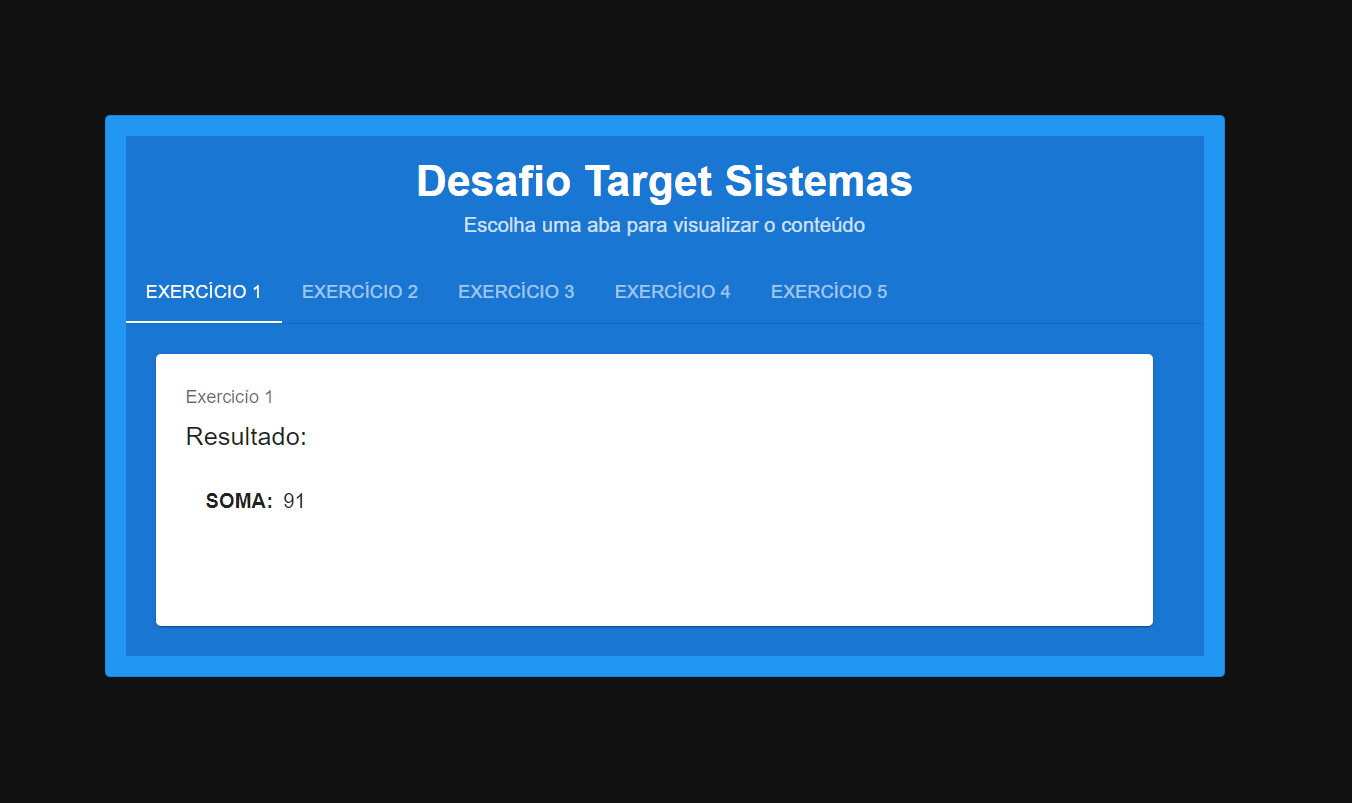 Desafio Target Sistemas
Escolha uma aba para visualizar o conteúdo
EXERCÍCIO 1 EXERCÍCIO 2 EXERCÍCIO 3 EXERCÍCIO 4 EXERCÍCIO 5
Exercicío 1
Resultado:
SOMA: 91